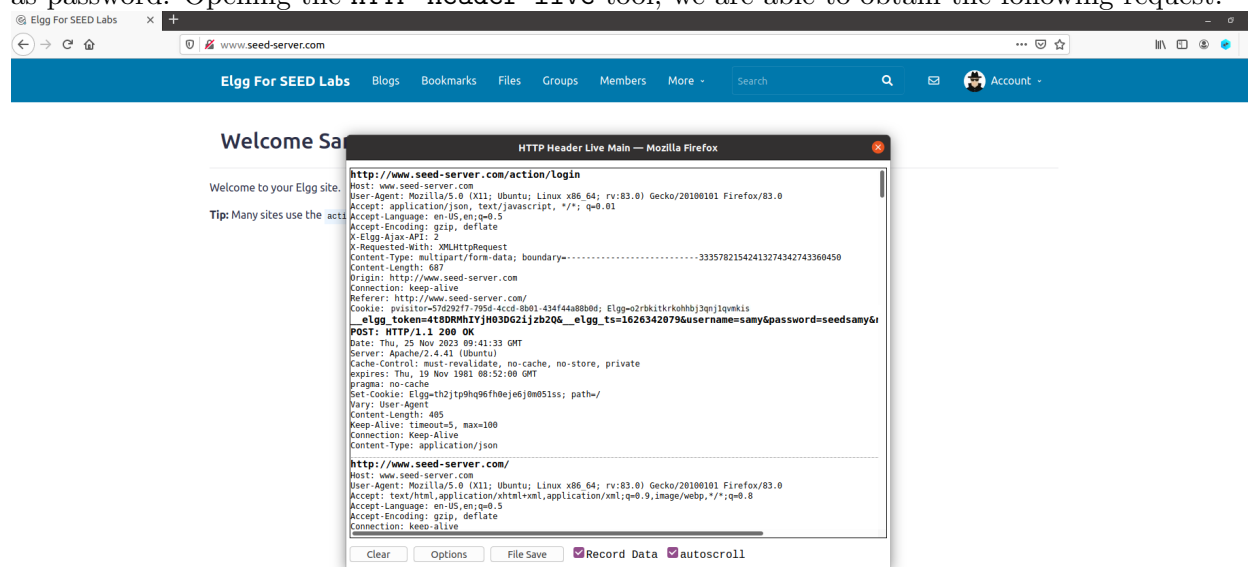 as password. Opening the HTTP Header Live tool, we are able to obtain the following request:
Elgg For SEED Labs × +
www.seed-server.com
Elgg For SEED Labs Blogs Bookmarks Files Groups Members More Search Account
Welcome Sa
HTTP Header Live Main — Mozilla Firefox
Welcome to your Elgg site.
Tip: Many sites use the acti
http://www.seed-server.com/action/login
Host: www.seed-server.com
User-Agent: Mozilla/5.0 (X11; Ubuntu; Linux x86_64; rv:83.0) Gecko/20100101 Firefox/83.0
Accept: application/json, text/javascript, */*; q=0.01
Accept-Language: en-US,en;q=0.5
Accept-Encoding: gzip, deflate
X-Elgg-Ajax-API: 2
X-Requested-With: XMLHttpRequest
Content-Type: multipart/form-data; boundary=---------------------------333578215424132743427433​60450
Content-Length: 687
Origin: http://www.seed-server.com
Connection: keep-alive
Referer: http://www.seed-server.com/
Cookie: pvisitor=57d292f7-795d-4ccd-8b01-434f44a88b0d; Elgg=o2rbkitkrkohhbj3qnj1qvmkis
__elgg_token=4t8DRMhIYjH03DG2ijzb2Q&__elgg_ts=1626342079&username=samy&password=seedsamy&r
POST: HTTP/1.1 200 OK
Date: Thu, 25 Nov 2023 09:41:33 GMT
Server: Apache/2.4.41 (Ubuntu)
Cache-Control: must-revalidate, no-cache, no-store, private
expires: Thu, 19 Nov 1981 08:52:00 GMT
pragma: no-cache
Set-Cookie: Elgg=th2jtp9hq96fh0eje6j0m051ss; path=/
Vary: User-Agent
Content-Length: 405
Keep-Alive: timeout=5, max=100
Connection: Keep-Alive
Content-Type: application/json
http://www.seed-server.com/
Host: www.seed-server.com
User-Agent: Mozilla/5.0 (X11; Ubuntu; Linux x86_64; rv:83.0) Gecko/20100101 Firefox/83.0
Accept: text/html,application/xhtml+xml,application/xml;q=0.9,image/webp,*/*;q=0.8
Accept-Language: en-US,en;q=0.5
Accept-Encoding: gzip, deflate
Connection: keep-alive
Clear Options File Save Record Data autoscroll